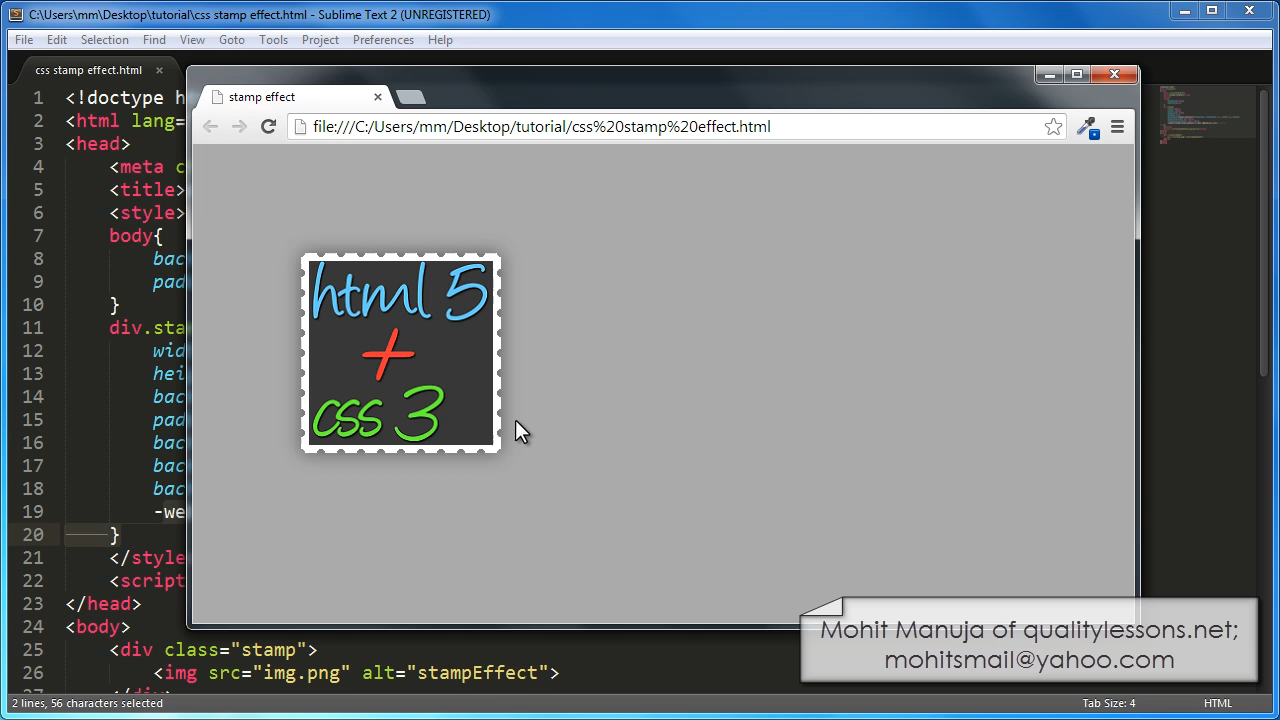 C:\Users\mm\Desktop\tutorial\css stamp effect.html - Sublime Text 2 (UNREGISTERED)
File Edit Selection Find View Goto Tools Project Preferences Help
css stamp effect.html
stamp effect
file:///C:/Users/mm/Desktop/tutorial/css%20stamp%20effect.html
1 <!doctype h
2 <html lang=
3 <head>
4 <meta c
5 <title>
6 <style>
7 body{
8 bac
9 pad
10 }
11 div.sta
12 wid
13 hei
14 bac
15 pad
16 bac
17 bac
18 bac
19 -we
20 }
21 </style
22 <script
23 </head>
24 <body>
25 <div class="stamp">
26 <img src="img.png" alt="stampEffect">
html 5
+
css 3
Mohit Manuja of qualitylessons.net;
mohitsmail@yahoo.com
2 lines, 56 characters selected
Tab Size: 4
HTML